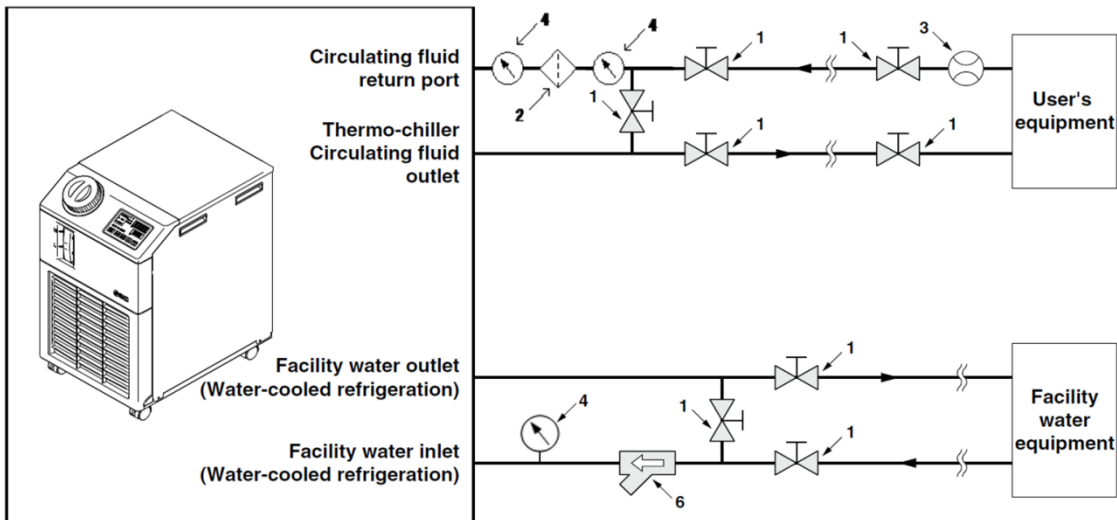 4
4
1
1
3
Circulating fluid
return port
2
1
User's
equipment
Thermo-chiller
Circulating fluid
outlet
1
1
Facility water outlet
(Water-cooled refrigeration)
1
4
1
Facility
water
equipment
Facility water inlet
(Water-cooled refrigeration)
1
6